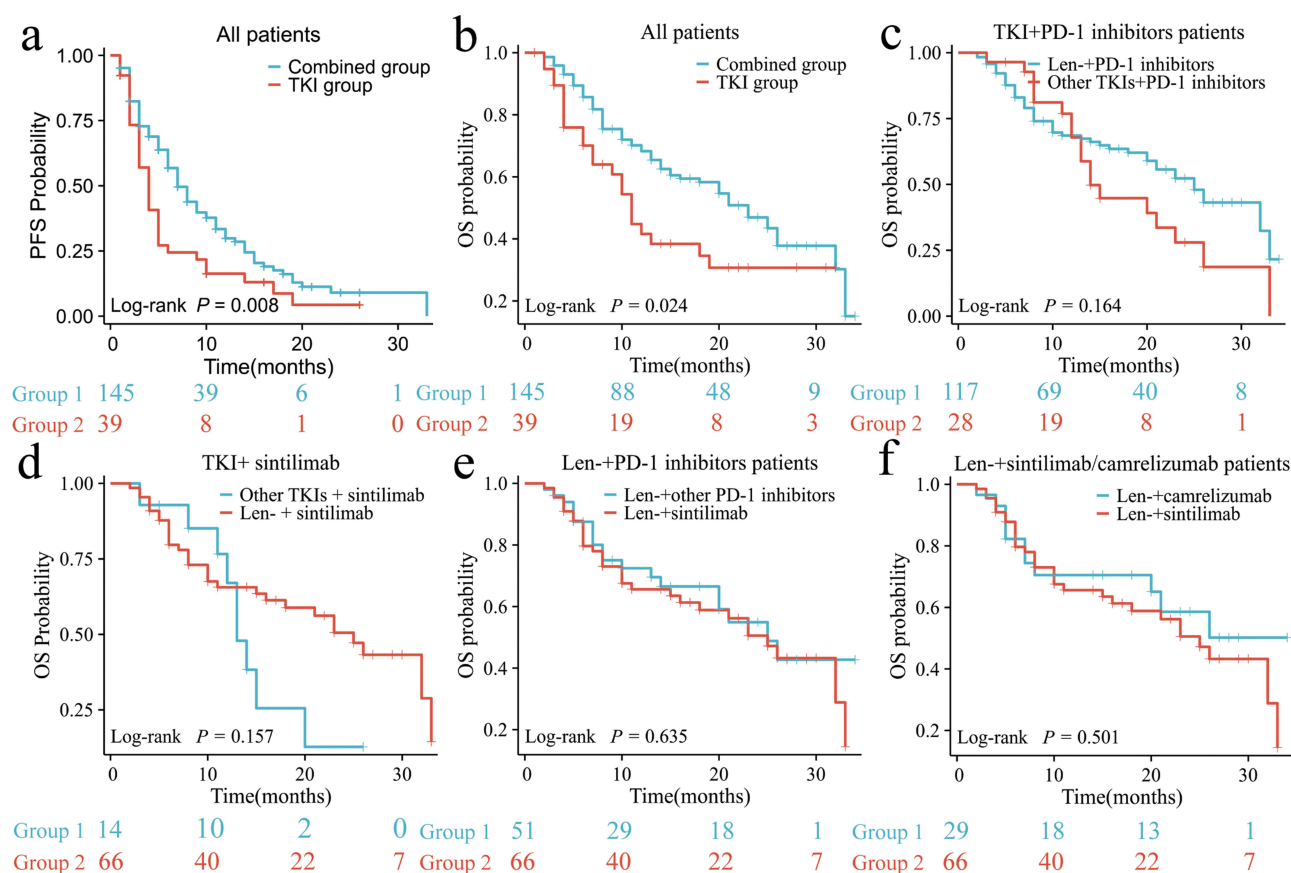 a
All patients
Combined group
TKI group
PFS Probability
1.00
0.75
0.50
0.25
0.00
Log-rank P = 0.008
0 10 20 30
Time(months)
Group 1 145 39 6 1
Group 2 39 8 1 0
b
All patients
Combined group
TKI group
OS probability
1.0
0.8
0.6
0.4
0.2
Log-rank P = 0.024
0 10 20 30
Time(months)
Group 1 145 88 48 9
Group 2 39 19 8 3
c
TKI+PD-1 inhibitors patients
Len-+PD-1 inhibitors
Other TKIs+PD-1 inhibitors
OS probability
1.00
0.75
0.50
0.25
0.00
Log-rank P = 0.164
0 10 20 30
Time(months)
Group 1 117 69 40 8
Group 2 28 19 8 1
d
TKI+ sintilimab
Other TKIs + sintilimab
Len- + sintilimab
OS Probability
1.00
0.75
0.50
0.25
Log-rank P = 0.157
0 10 20 30
Time(months)
Group 1 14 10 2 0
Group 2 66 40 22 7
e
Len-+PD-1 inhibitors patients
Len-+other PD-1 inhibitors
Len-+sintilimab
OS probability
1.0
0.8
0.6
0.4
0.2
Log-rank P = 0.635
0 10 20 30
Time(months)
Group 1 51 29 18 1
Group 2 66 40 22 7
f
Len-+sintilimab/camrelizumab patients
Len-+camrelizumab
Len-+sintilimab
OS probability
1.0
0.8
0.6
0.4
0.2
Log-rank P = 0.501
0 10 20 30
Time(months)
Group 1 29 18 13 1
Group 2 66 40 22 7